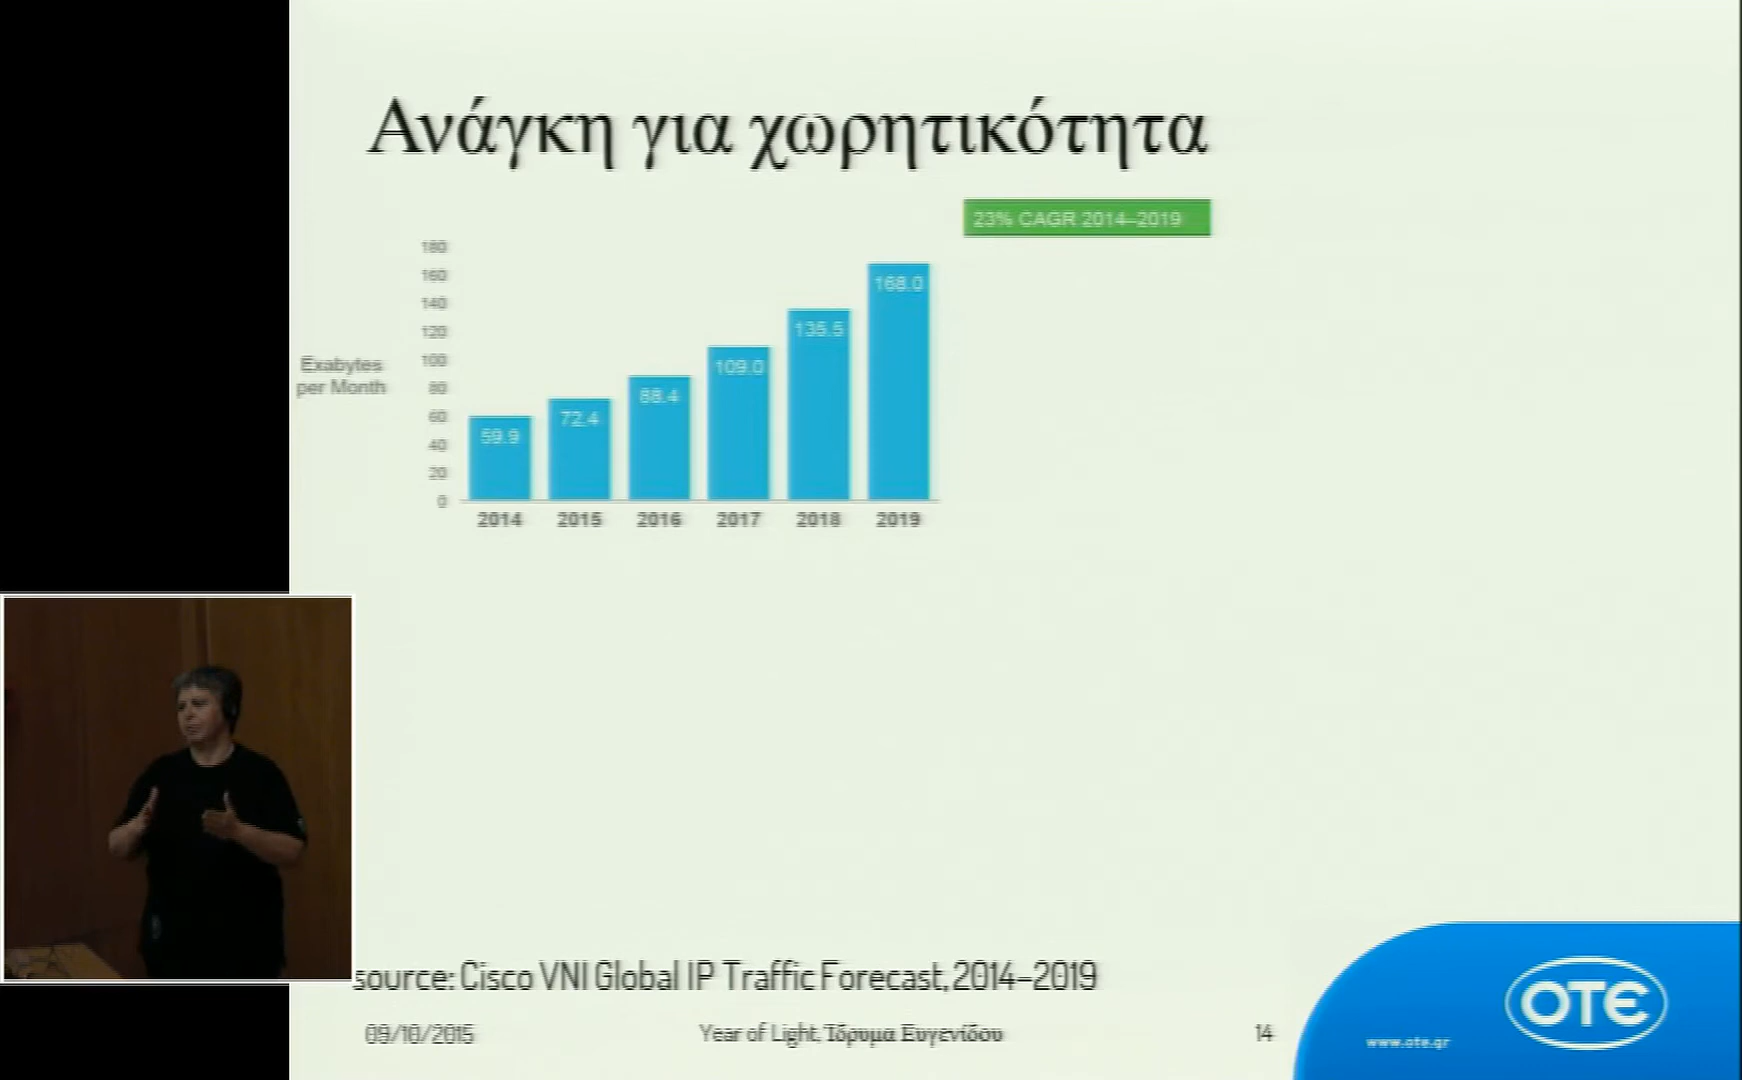 Ανάγκη για χωρητικότητα
23% CAGR 2014–2019
180
160
140
120
100
80
60
40
20
0
Exabytes
per Month
59.9
72.4
88.4
109.0
135.5
168.0
2014 2015 2016 2017 2018 2019
source: Cisco VNI Global IP Traffic Forecast, 2014–2019
09/10/2015 Year of Light, Ίδρυμα Ευγενίδου 14
www.ote.gr
OTE